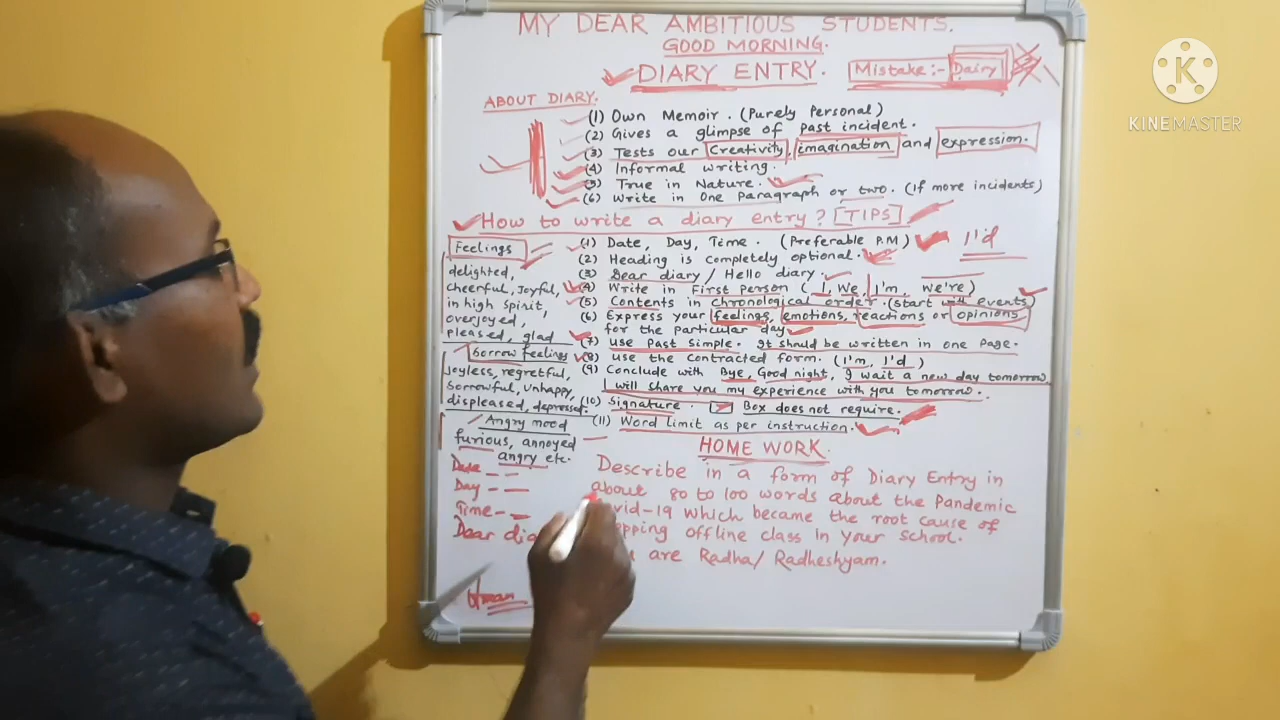 MY DEAR AMBITIOUS STUDENTS.
GOOD MORNING.
DIARY ENTRY. Mistake:- Dairy
ABOUT DIARY.
(1) Own Memoir. (Purely Personal)
(2) Gives a glimpse of past incident.
(3) Tests our Creativity, imagination and expression.
(4) Informal writing.
(5) True in Nature.
(6) Write in One Paragraph or two. (If more incidents)
How to write a diary entry? [TIPS]
(1) Date, Day, Time. (Preferable P.M) I'd
(2) Heading is completely optional.
(3) Dear diary / Hello diary.
(4) Write in First person (I, We, I'm, we're)
(5) Contents in chronological order. (Start with events)
(6) Express your feelings, emotions, reactions or opinions
for the particular day
(7) use Past Simple. It should be written in one page.
(8) use the contracted form. (I'm, I'd)
(9) Conclude with Bye, Good night, I wait a new day tomorrow
I will share you my experience with you tomorrow.
(10) Signature. Box does not require.
(11) Word limit as per instruction.
Feelings
delighted,
Cheerful, Joyful,
in high Spirit,
overjoyed,
pleased, glad
Sorrow feelings
Joyless, regretful,
Sorrowful, Unhappy,
displeased, depressed.
Angry mood
furious, annoyed
angry etc.
Date - -
Day - -
Time - -
Dear
HOME WORK
Describe in a form of Diary Entry in
about 80 to 100 words about the Pandemic
which became the root cause of
offline class in your school.
are Radha/ Radheshyam.
K
KINEMASTER